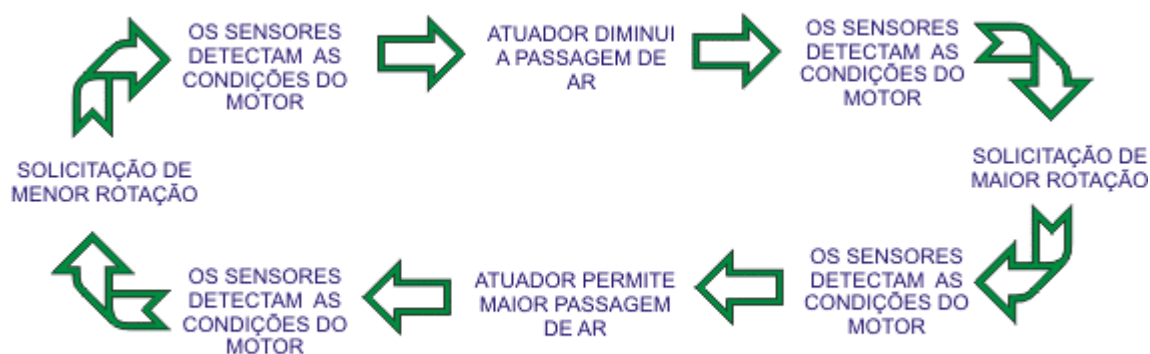 OS SENSORES
DETECTAM AS
CONDIÇÕES DO
MOTOR
ATUADOR DIMINUI
A PASSAGEM DE
AR
OS SENSORES
DETECTAM AS
CONDIÇÕES DO
MOTOR
SOLICITAÇÃO DE
MAIOR ROTAÇÃO
OS SENSORES
DETECTAM AS
CONDIÇÕES DO
MOTOR
ATUADOR PERMITE
MAIOR PASSAGEM
DE AR
OS SENSORES
DETECTAM AS
CONDIÇÕES DO
MOTOR
SOLICITAÇÃO DE
MENOR ROTAÇÃO